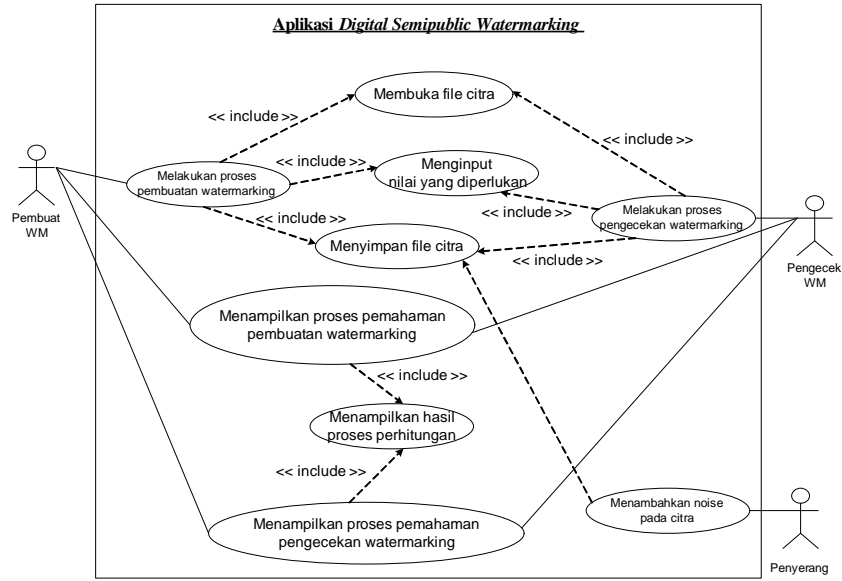 Aplikasi Digital Semipublic Watermarking
Membuka file citra
<< include >>
<< include >>
<< include >>
Menginput
nilai yang diperlukan
Melakukan proses
pembuatan watermarking
Pembuat
WM
<< include >>
Melakukan proses
pengecekan watermarking
<< include >>
Menyimpan file citra
<< include >>
Pengecek
WM
Menampilkan proses pemahaman
pembuatan watermarking
<< include >>
Menampilkan hasil
proses perhitungan
<< include >>
Menampilkan proses pemahaman
pengecekan watermarking
Menambahkan noise
pada citra
Penyerang